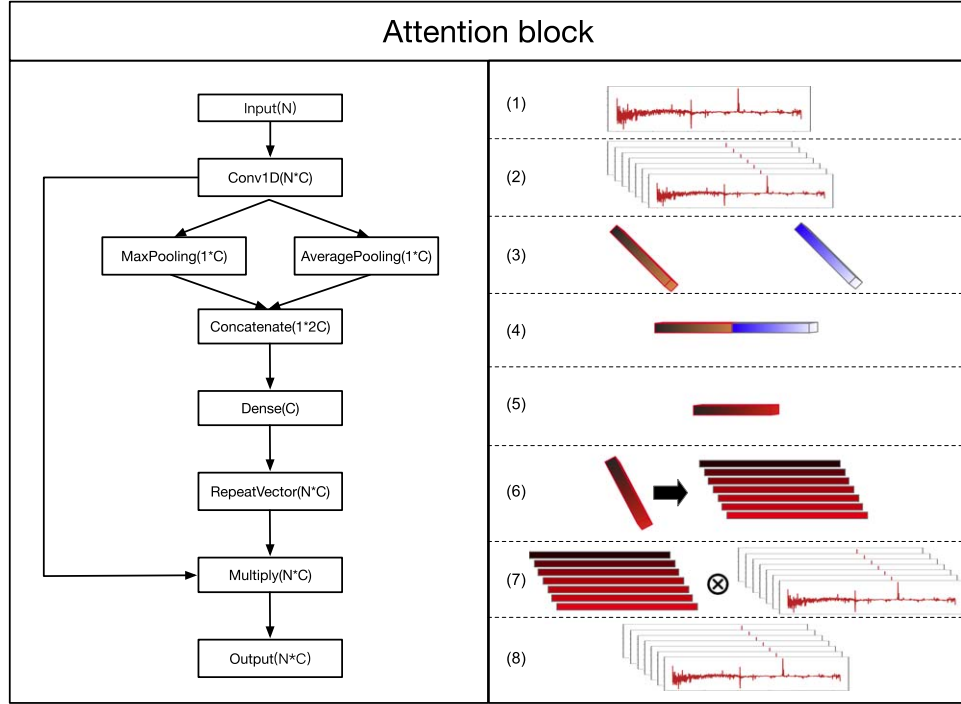 Attention block
Input(N)
Conv1D(N*C)
MaxPooling(1*C)
AveragePooling(1*C)
Concatenate(1*2C)
Dense(C)
RepeatVector(N*C)
Multiply(N*C)
Output(N*C)
(1)
(2)
(3)
(4)
(5)
(6)
(7)
(8)